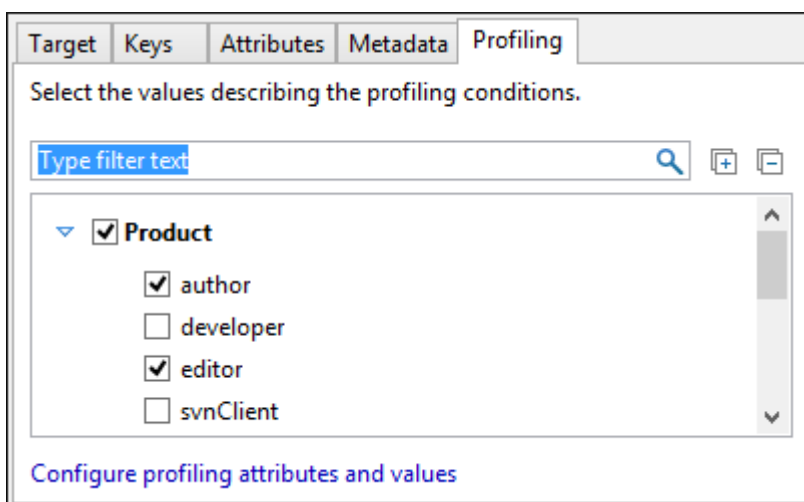 Target Keys Attributes Metadata Profiling
Select the values describing the profiling conditions.
Type filter text
Product
author
developer
editor
svnClient
Configure profiling attributes and values